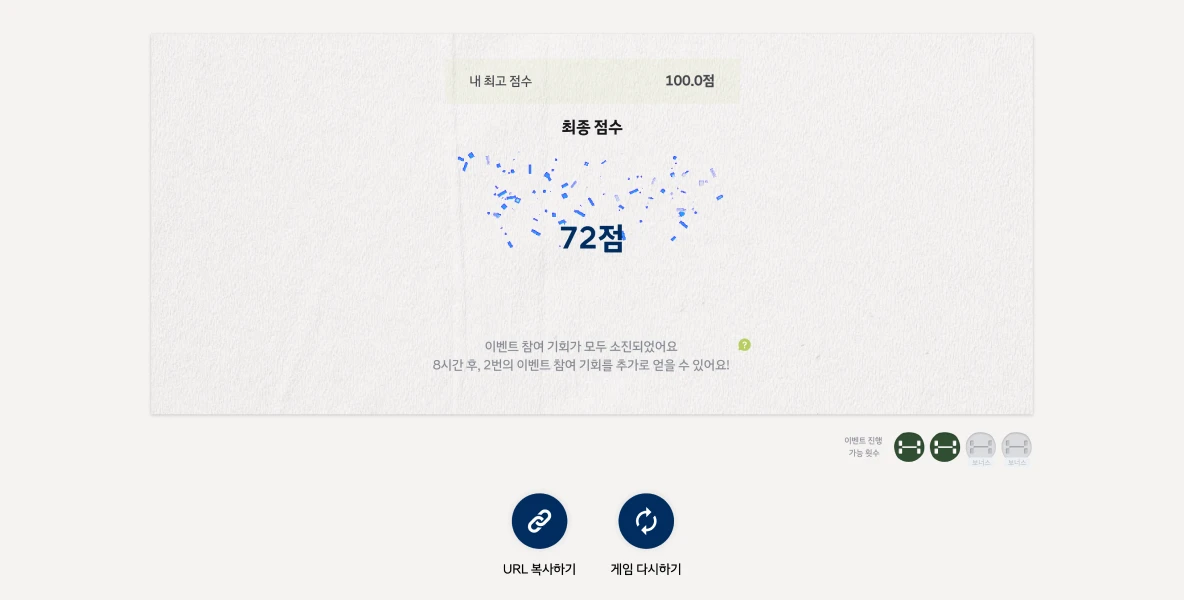 내 최고 점수 100.0점
최종 점수
72점
이벤트 참여 기회가 모두 소진되었어요
?
8시간 후, 2번의 이벤트 참여 기회를 추가로 얻을 수 있어요!
이벤트 진행
가능 횟수
보너스 보너스
URL 복사하기 게임 다시하기